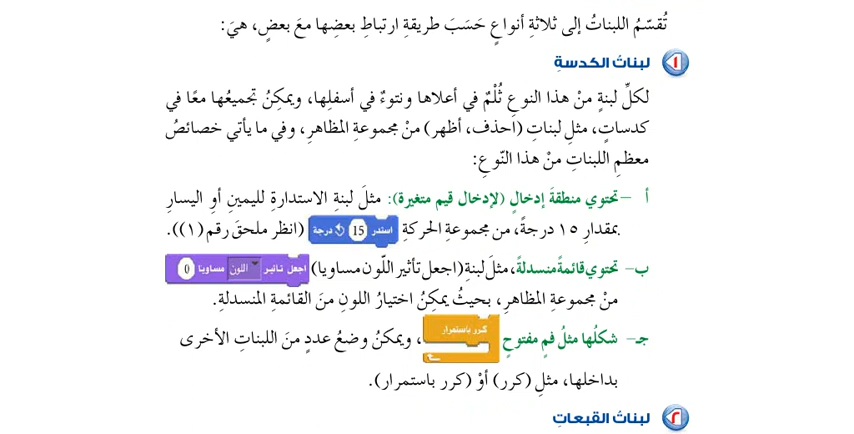 تُقسّمُ اللبناتُ إلى ثلاثةِ أنواعٍ حَسَبَ طريقةِ ارتباطِ بعضِها معَ بعضٍ، هيَ:
١ لبناتُ الكدسةِ
لكلِّ لبنةٍ منْ هذا النوعِ ثُلْمٌ في أعلاها ونتوءٌ في أسفلِها، ويمكنُ تجميعُها معًا في
كدساتٍ، مثلِ لبناتِ (احذف، أظهر) منْ مجموعةِ المظاهرِ، وفي ما يأتي خصائصُ
معظمِ اللبناتِ منْ هذا النّوعِ:
أ – تحتوي منطقةَ إدخالٍ (لإدخالِ قيم متغيرة): مثلَ لبنةِ الاستدارةِ لليمينِ أوِ اليسارِ
بمقدارِ ١٥ درجةً، من مجموعةِ الحركةِ استدر 15 درجة (انظر ملحق رقم (١)).
ب- تحتوي قائمةً منسدلةً، مثلَ لبنةِ (اجعل تأثير اللّون مساويا) اجعل تأثير اللون مساويا 0
منْ مجموعةِ المظاهرِ، بحيثُ يمكنُ اختيارُ اللونِ منَ القائمةِ المنسدلةِ.
جـ- شكلُها مثلُ فمٍ مفتوحٍ كرر باستمرار ، ويمكنُ وضعُ عددٍ منَ اللبناتِ الأخرى
بداخلها، مثلِ (كرر) أوْ (كرر باستمرار).
٢ لبناتُ القبعاتِ